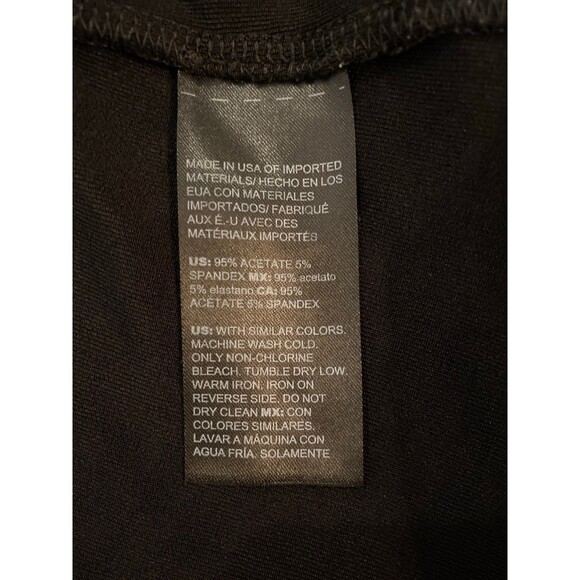 MADE IN USA OF IMPORTED
MATERIALS/ HECHO EN LOS
EUA CON MATERIALES
IMPORTADOS/ FABRIQUÉ
AUX É.-U AVEC DES
MATÉRIAUX IMPORTÉS
US: 95% ACETATE 5%
SPANDEX MX: 95% acetato
5% elastano CA: 95%
ACÉTATE 5% SPANDEX
US: WITH SIMILAR COLORS.
MACHINE WASH COLD.
ONLY NON-CHLORINE
BLEACH. TUMBLE DRY LOW.
WARM IRON. IRON ON
REVERSE SIDE. DO NOT
DRY CLEAN MX: CON
COLORES SIMILARES.
LAVAR A MÁQUINA CON
AGUA FRÍA. SOLAMENTE